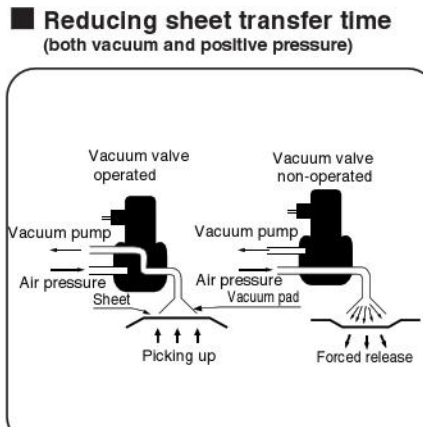 ■ Reducing sheet transfer time
(both vacuum and positive pressure)
Vacuum valve
operated
Vacuum pump
Air pressure
Sheet
Picking up
Vacuum valve
non-operated
Vacuum pump
Air pressure
Vacuum pad
Forced release